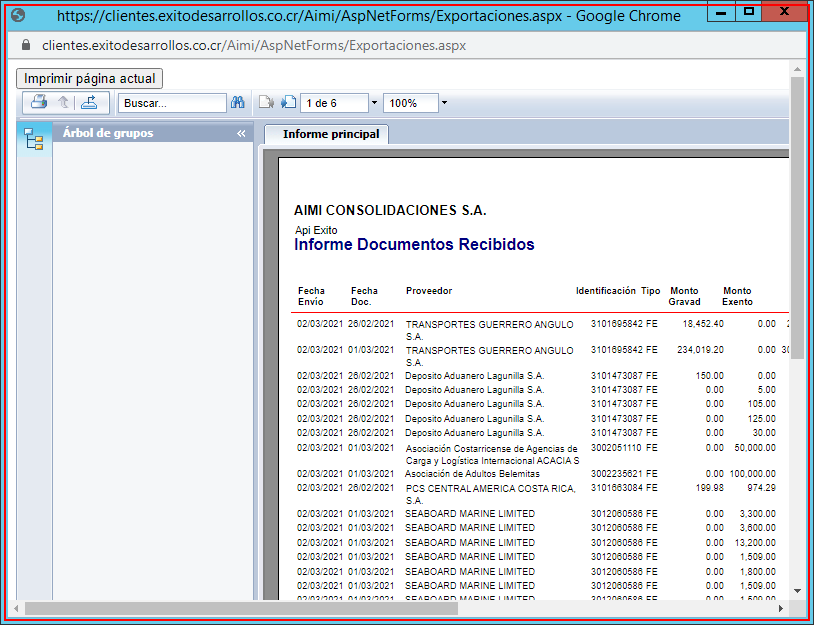 https://clientes.exitodesarrollos.co.cr/Aimi/AspNetForms/Exportaciones.aspx - Google Chrome
clientes.exitodesarrollos.co.cr/Aimi/AspNetForms/Exportaciones.aspx
Imprimir página actual
Buscar... 1 de 6 100%
Árbol de grupos «
Informe principal
AIMI CONSOLIDACIONES S.A.
Api Exito
Informe Documentos Recibidos
Fecha Fecha Proveedor Identificación Tipo Monto Monto
Envío Doc. Gravad Exento
02/03/2021 26/02/2021 TRANSPORTES GUERRERO ANGULO 3101695842 FE 18,452.40 0.00
S.A.
02/03/2021 01/03/2021 TRANSPORTES GUERRERO ANGULO 3101695842 FE 234,019.20 0.00
S.A.
02/03/2021 26/02/2021 Deposito Aduanero Lagunilla S.A. 3101473087 FE 150.00 0.00
02/03/2021 26/02/2021 Deposito Aduanero Lagunilla S.A. 3101473087 FE 0.00 5.00
02/03/2021 26/02/2021 Deposito Aduanero Lagunilla S.A. 3101473087 FE 0.00 105.00
02/03/2021 26/02/2021 Deposito Aduanero Lagunilla S.A. 3101473087 FE 0.00 125.00
02/03/2021 26/02/2021 Deposito Aduanero Lagunilla S.A. 3101473087 FE 0.00 30.00
02/03/2021 01/03/2021 Asociación Costarricense de Agencias de 3002051110 FE 0.00 50,000.00
Carga y Logística Internacional ACACIA S
02/03/2021 01/03/2021 Asociación de Adultos Belemitas 3002235621 FE 0.00 100,000.00
02/03/2021 26/02/2021 PCS CENTRAL AMERICA COSTA RICA, 3101663084 FE 199.98 974.29
S.A.
02/03/2021 01/03/2021 SEABOARD MARINE LIMITED 3012060586 FE 0.00 3,300.00
02/03/2021 01/03/2021 SEABOARD MARINE LIMITED 3012060586 FE 0.00 3,600.00
02/03/2021 01/03/2021 SEABOARD MARINE LIMITED 3012060586 FE 0.00 13,200.00
02/03/2021 01/03/2021 SEABOARD MARINE LIMITED 3012060586 FE 0.00 1,509.00
02/03/2021 01/03/2021 SEABOARD MARINE LIMITED 3012060586 FE 0.00 1,800.00
02/03/2021 01/03/2021 SEABOARD MARINE LIMITED 3012060586 FE 0.00 1,509.00
02/03/2021 01/03/2021 SEABOARD MARINE LIMITED 3012060586 FE 0.00 1,509.00